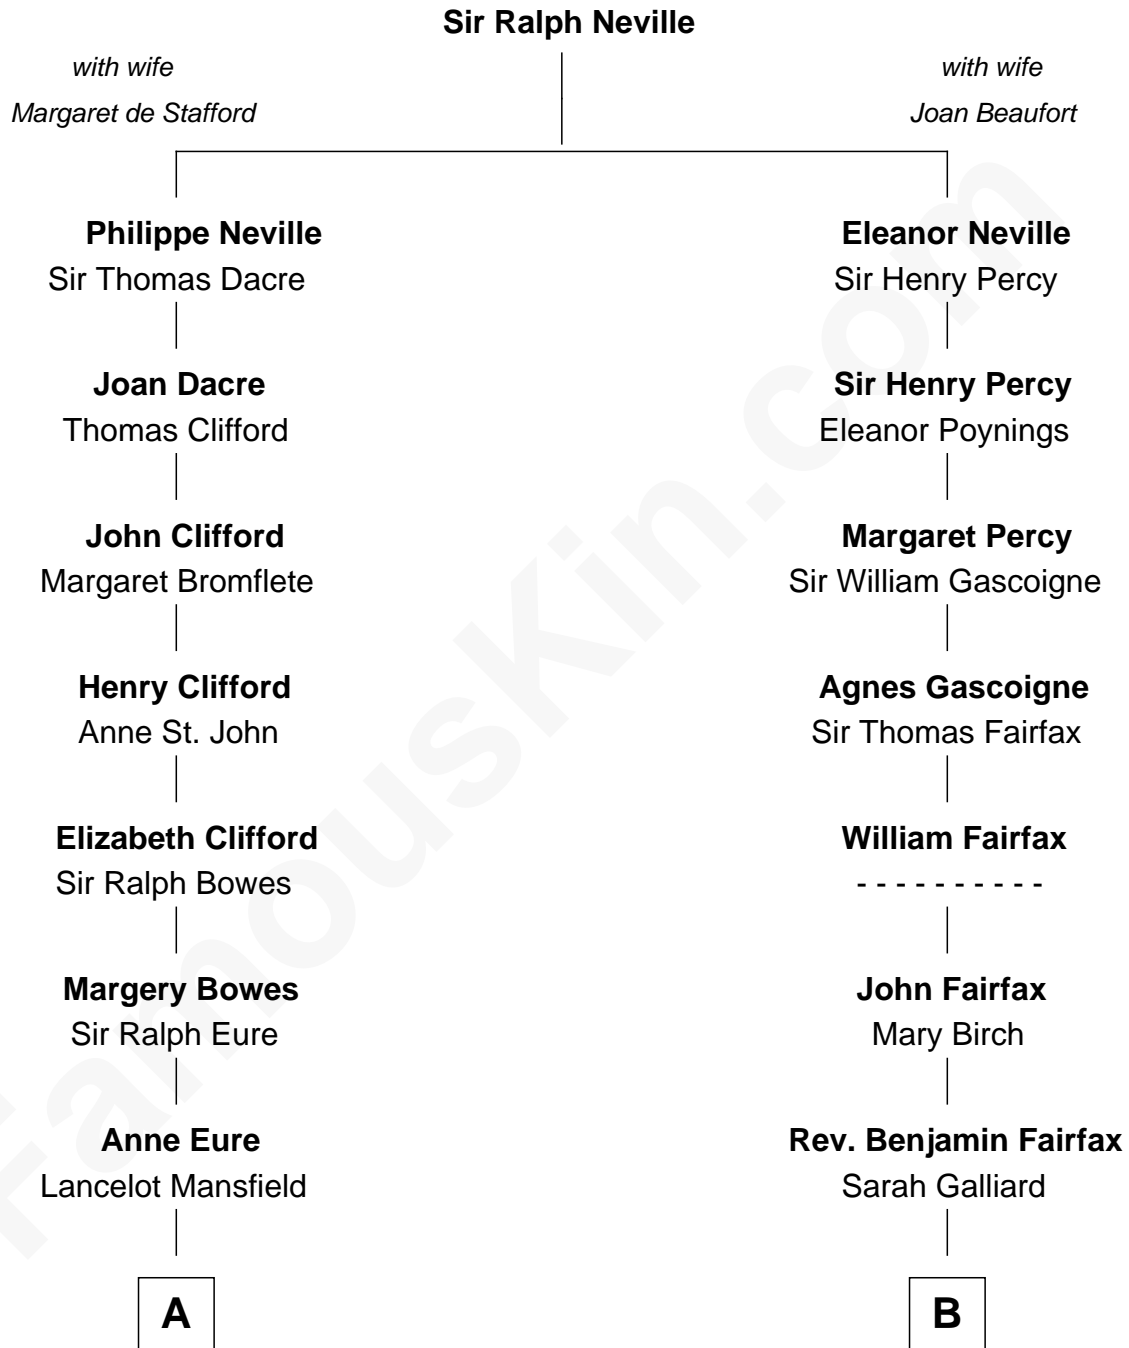 Sir Ralph Neville
with wife
Margaret de Stafford
with wife
Joan Beaufort
Philippe Neville
Sir Thomas Dacre
Eleanor Neville
Sir Henry Percy
Joan Dacre
Thomas Clifford
Sir Henry Percy
Eleanor Poynings
John Clifford
Margaret Bromflete
Margaret Percy
Sir William Gascoigne
Henry Clifford
Anne St. John
Agnes Gascoigne
Sir Thomas Fairfax
Elizabeth Clifford
Sir Ralph Bowes
William Fairfax
- - - - - - - - - -
Margery Bowes
Sir Ralph Eure
John Fairfax
Mary Birch
Anne Eure
Lancelot Mansfield
Rev. Benjamin Fairfax
Sarah Galliard
A
B
FamousKin.com